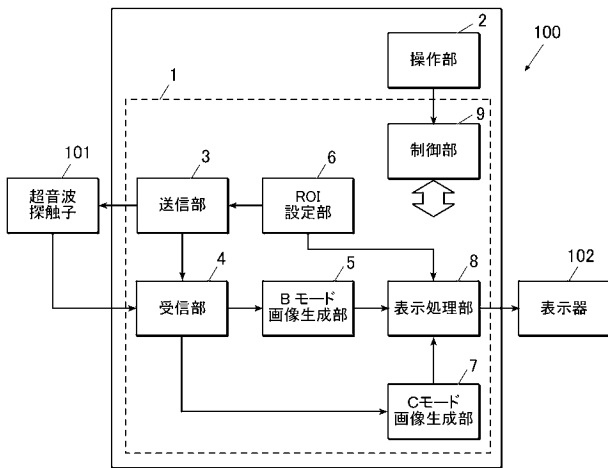 2
100
操作部
1
9
制御部
101
3
6
超音波
探触子
送信部
ROI
設定部
4
5
8
102
受信部
Bモード
画像生成部
表示処理部
表示器
7
Cモード
画像生成部